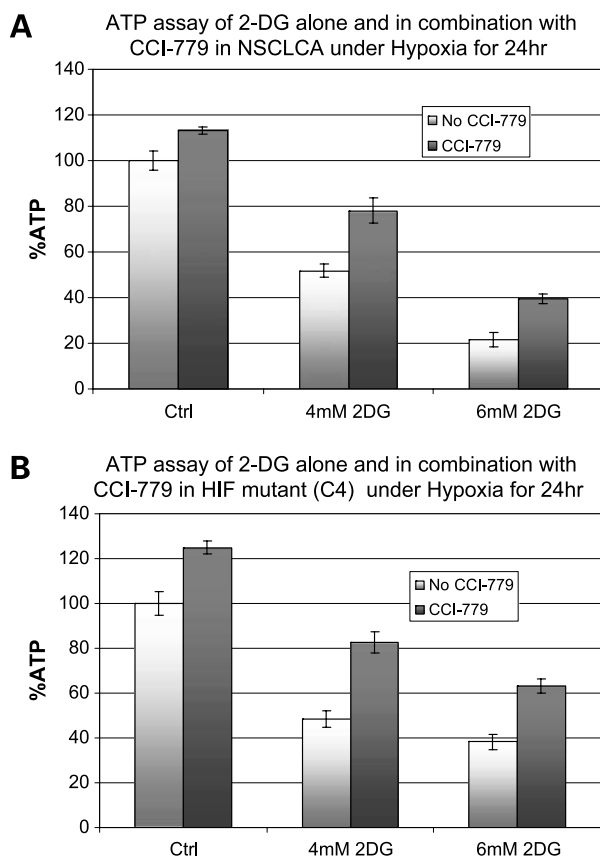 A
ATP assay of 2-DG alone and in combination with
CCI-779 in NSCLCA under Hypoxia for 24hr
140
120
100
80
60
40
20
0
%ATP
No CCI-779
CCI-779
Ctrl
4mM 2DG
6mM 2DG
B
ATP assay of 2-DG alone and in combination with
CCI-779 in HIF mutant (C4) under Hypoxia for 24hr
140
120
100
80
60
40
20
0
%ATP
No CCI-779
CCI-779
Ctrl
4mM 2DG
6mM 2DG